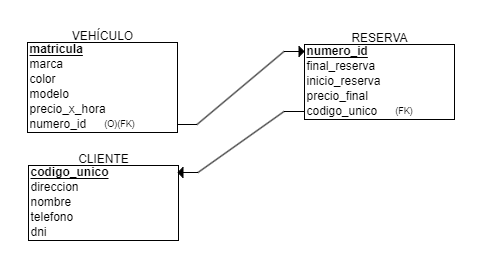 VEHÍCULO
matricula
marca
color
modelo
precio_x_hora
numero_id (O)(FK)
RESERVA
numero_id
final_reserva
inicio_reserva
precio_final
codigo_unico (FK)
CLIENTE
codigo_unico
direccion
nombre
telefono
dni